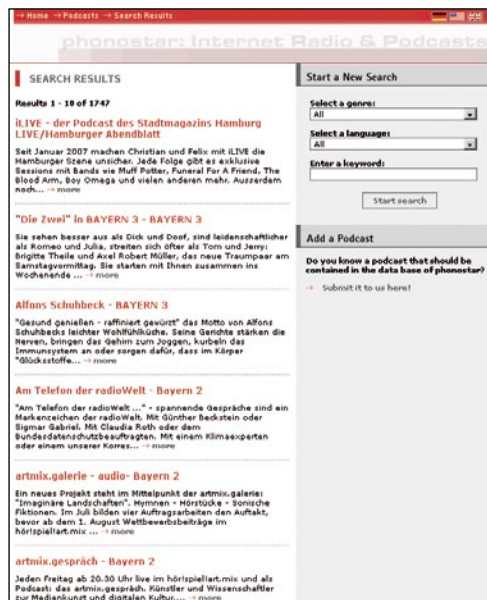 → Home → Podcasts → Search Results
phonostar: Internet Radio & Podcasts
SEARCH RESULTS
Results 1 - 10 of 1747
iLIVE - der Podcast des Stadtmagazins Hamburg
LIVE/Hamburger Abendblatt
Seit Januar 2007 machen Christian und Felix mit iLIVE die
Hamburger Szene unsicher. Jede Folge gibt es exklusive
Sessions mit Bands wie Muff Potter, Funeral For A Friend, The
Blood Arm, Boy Omega und vielen anderen mehr. Ausserdem
noch... → more
"Die Zwei" in BAYERN 3 - BAYERN 3
Sie sehen besser aus als Dick und Doof, sind leidenschaftlicher
als Romeo und Julia, streiten sich öfter als Tom und Jerry:
Brigitte Theile und Axel Robert Müller, das neue Traumpaar am
Samstagvormittag. Sie starten mit Ihnen zusammen ins
Wochenende ... → more
Alfons Schuhbeck - BAYERN 3
"Gesund genießen - raffiniert gewürzt" das Motto von Alfons
Schuhbecks leichter Wohlfühlküche. Seine Gerichte stärken die
Nerven, bringen das Gehirn zum Joggen, kurbeln das
Immunsystem an oder sorgen dafür, dass im Körper
"Glücksstoffe... → more
Am Telefon der radioWelt - Bayern 2
"Am Telefon der radioWelt ..." - spannende Gespräche sind ein
Markenzeichen der radioWelt. Mit Günther Beckstein oder
Sigmar Gabriel. Mit Claudia Roth oder dem
Bundesdatenschutzbeauftragten. Mit einem Klimaexperten
oder einem unserer Korres... → more
artmix.galerie - audio- Bayern 2
Ein neues Projekt steht im Mittelpunkt der artmix.galerie:
"Imaginäre Landschaften". Hymnen - Hörstücke - Sonische
Fiktionen. Im Juli bilden vier Auftragsarbeiten den Auftakt,
bevor ab dem 1. August Wettbewerbsbeiträge im
hör!spiel!art.mix ... → more
artmix.gespräch - Bayern 2
Jeden Freitag ab 20.30 Uhr live im hör!spiel!art.mix und als
Podcast: das artmix.gespräch. Künstler und Wissenschaftler
zur Medienkunst und digitalen Kultur.... → more
Start a New Search
Select a genre:
All
Select a language:
All
Enter a keyword:
Start search
Add a Podcast
Do you know a podcast that should be
contained in the data base of phonostar?
→ Submit it to us here!